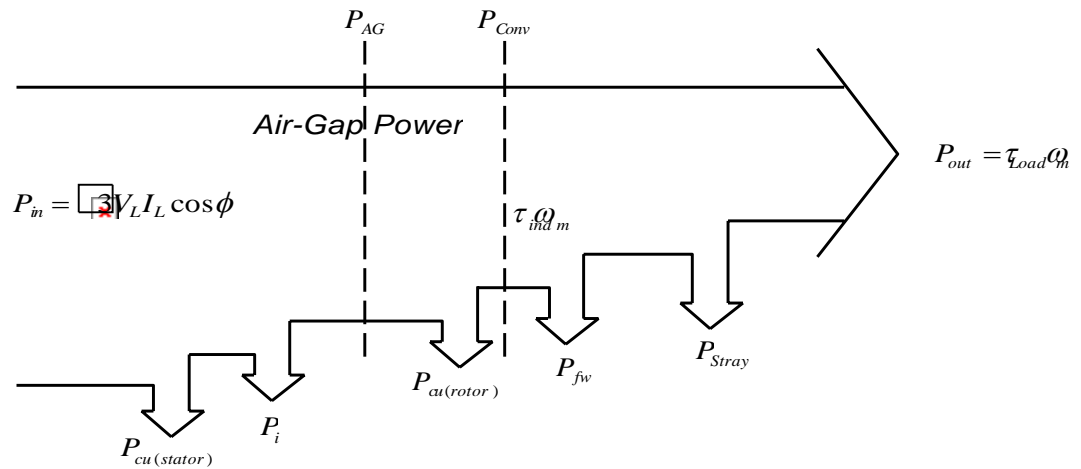 P_AG
P_Conv
Air-Gap Power
P_out = τ_Load ω_m
P_in = 3V_L I_L cos ϕ
τ_ind ω_m
P_Stray
P_fw
P_cu(rotor)
P_i
P_cu(stator)